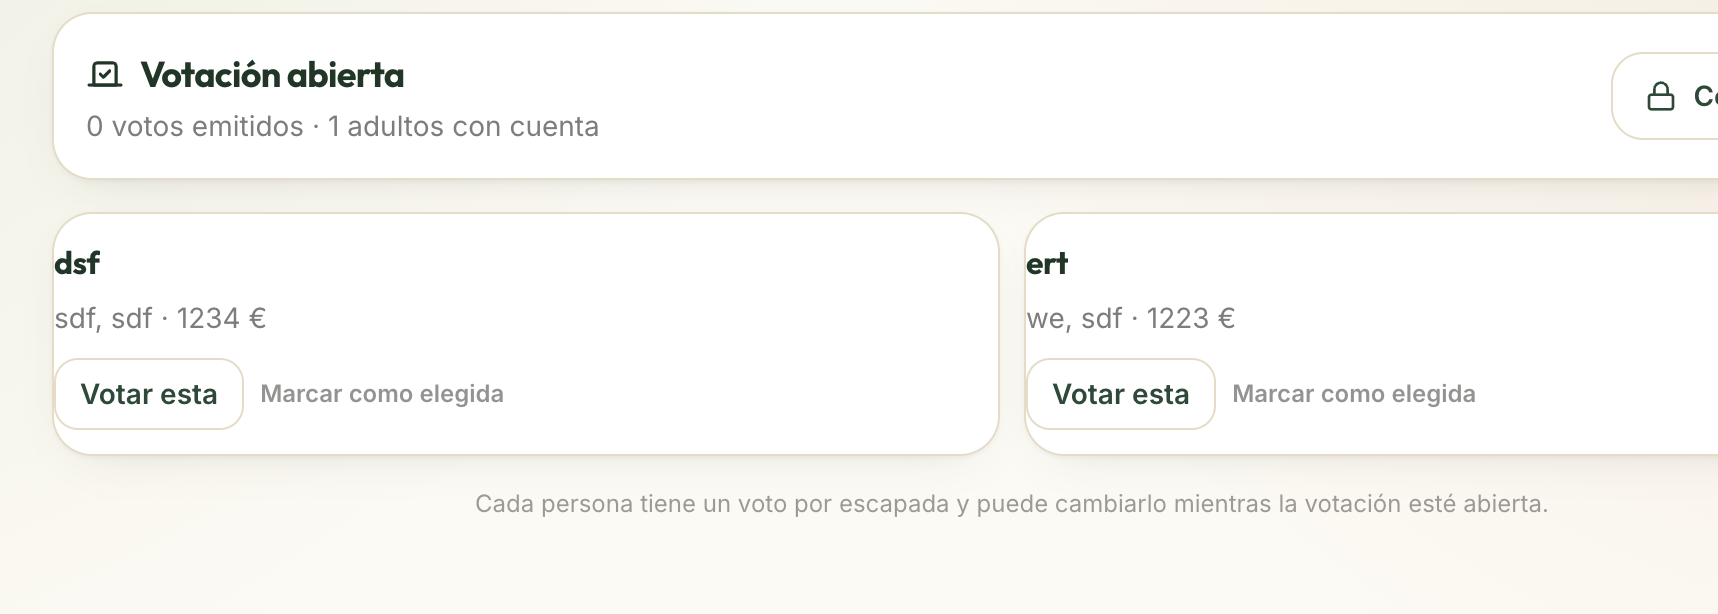 Votación abierta
0 votos emitidos · 1 adultos con cuenta
dsf
sdf, sdf · 1234 €
Votar esta Marcar como elegida
ert
we, sdf · 1223 €
Votar esta Marcar como elegida
Cada persona tiene un voto por escapada y puede cambiarlo mientras la votación esté abierta.